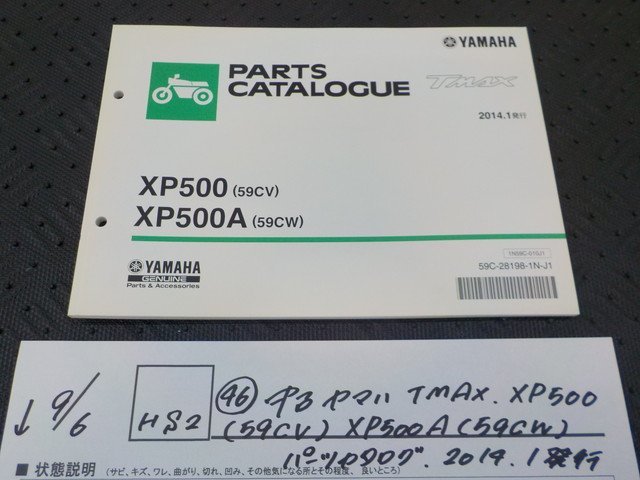 YAMAHA
PARTS
CATALOGUE
TMAX
2014.1発行
XP500 (59CV)
XP500A (59CW)
1N59C-010J1
YAMAHA
GENUINE
Parts & Accessories
59C-28198-1N-J1
↓ 9/6
HS2
46 ヤマハ TMAX. XP500
(59CV) XP500A (59CW)
パーツカタログ. 2014.1発行
■ 状態説明 (サビ、キズ、ワレ、曲がり、切れ、凹み、その他気になる所とその程度、良いところ)